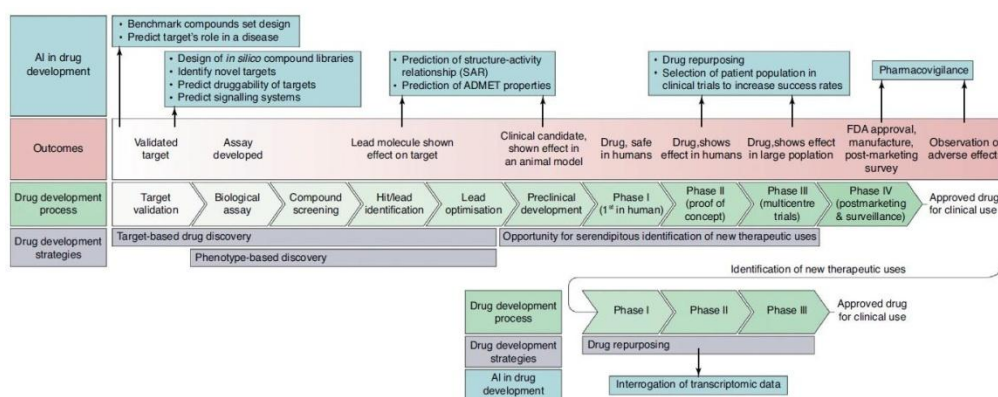 • Benchmark compounds set design
• Predict target's role in a disease
AI in drug
development
• Design of in silico compound libraries
• Identify novel targets
• Predict druggability of targets
• Predict signalling systems
• Prediction of structure-activity
relationship (SAR)
• Prediction of ADMET properties
• Drug repurposing
• Selection of patient population in
clinical trials to increase success rates
Pharmacovigilance
Outcomes
Validated
target
Assay
developed
Lead molecule shown
effect on target
Clinical candidate,
shown effect in
an animal model
Drug, safe
in humans
Drug,shows
effect in humans
Drug,shows effect
in large poplation
FDA approval,
manufacture,
post-marketing
survey
Observation of
adverse effect
Drug development
process
Target
validation
Biological
assay
Compound
screening
Hit/lead
identification
Lead
optimisation
Preclinical
development
Phase I
(1st in human)
Phase II
(proof of
concept)
Phase III
(multicentre
trials)
Phase IV
(postmarketing
& surveillance)
Approved drug
for clinical use
Drug development
strategies
Target-based drug discovery
Opportunity for serendipitous identification of new therapeutic uses
Phenotype-based discovery
Identification of new therapeutic uses
Drug development
process
Phase I
Phase II
Phase III
Approved drug
for clinical use
Drug development
strategies
Drug repurposing
AI in drug
development
Interrogation of transcriptomic data